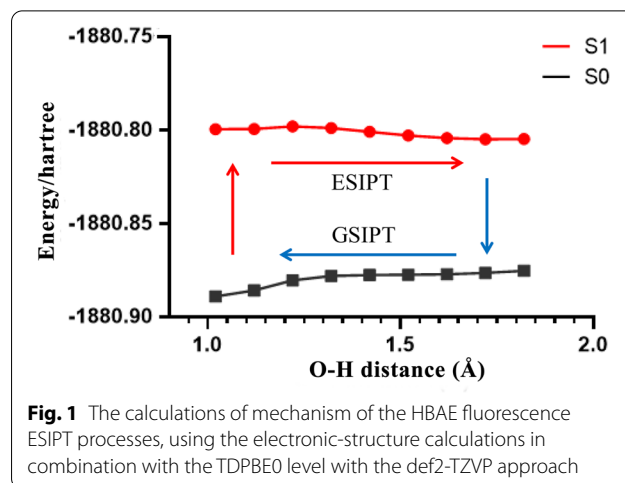 -1880.75
S1
S0
-1880.80
ESIPT
-1880.85
GSIPT
-1880.90
Energy/hartree
1.0
1.5
2.0
O-H distance (Å)
Fig. 1 The calculations of mechanism of the HBAE fluorescence
ESIPT processes, using the electronic-structure calculations in
combination with the TDPBE0 level with the def2-TZVP approach